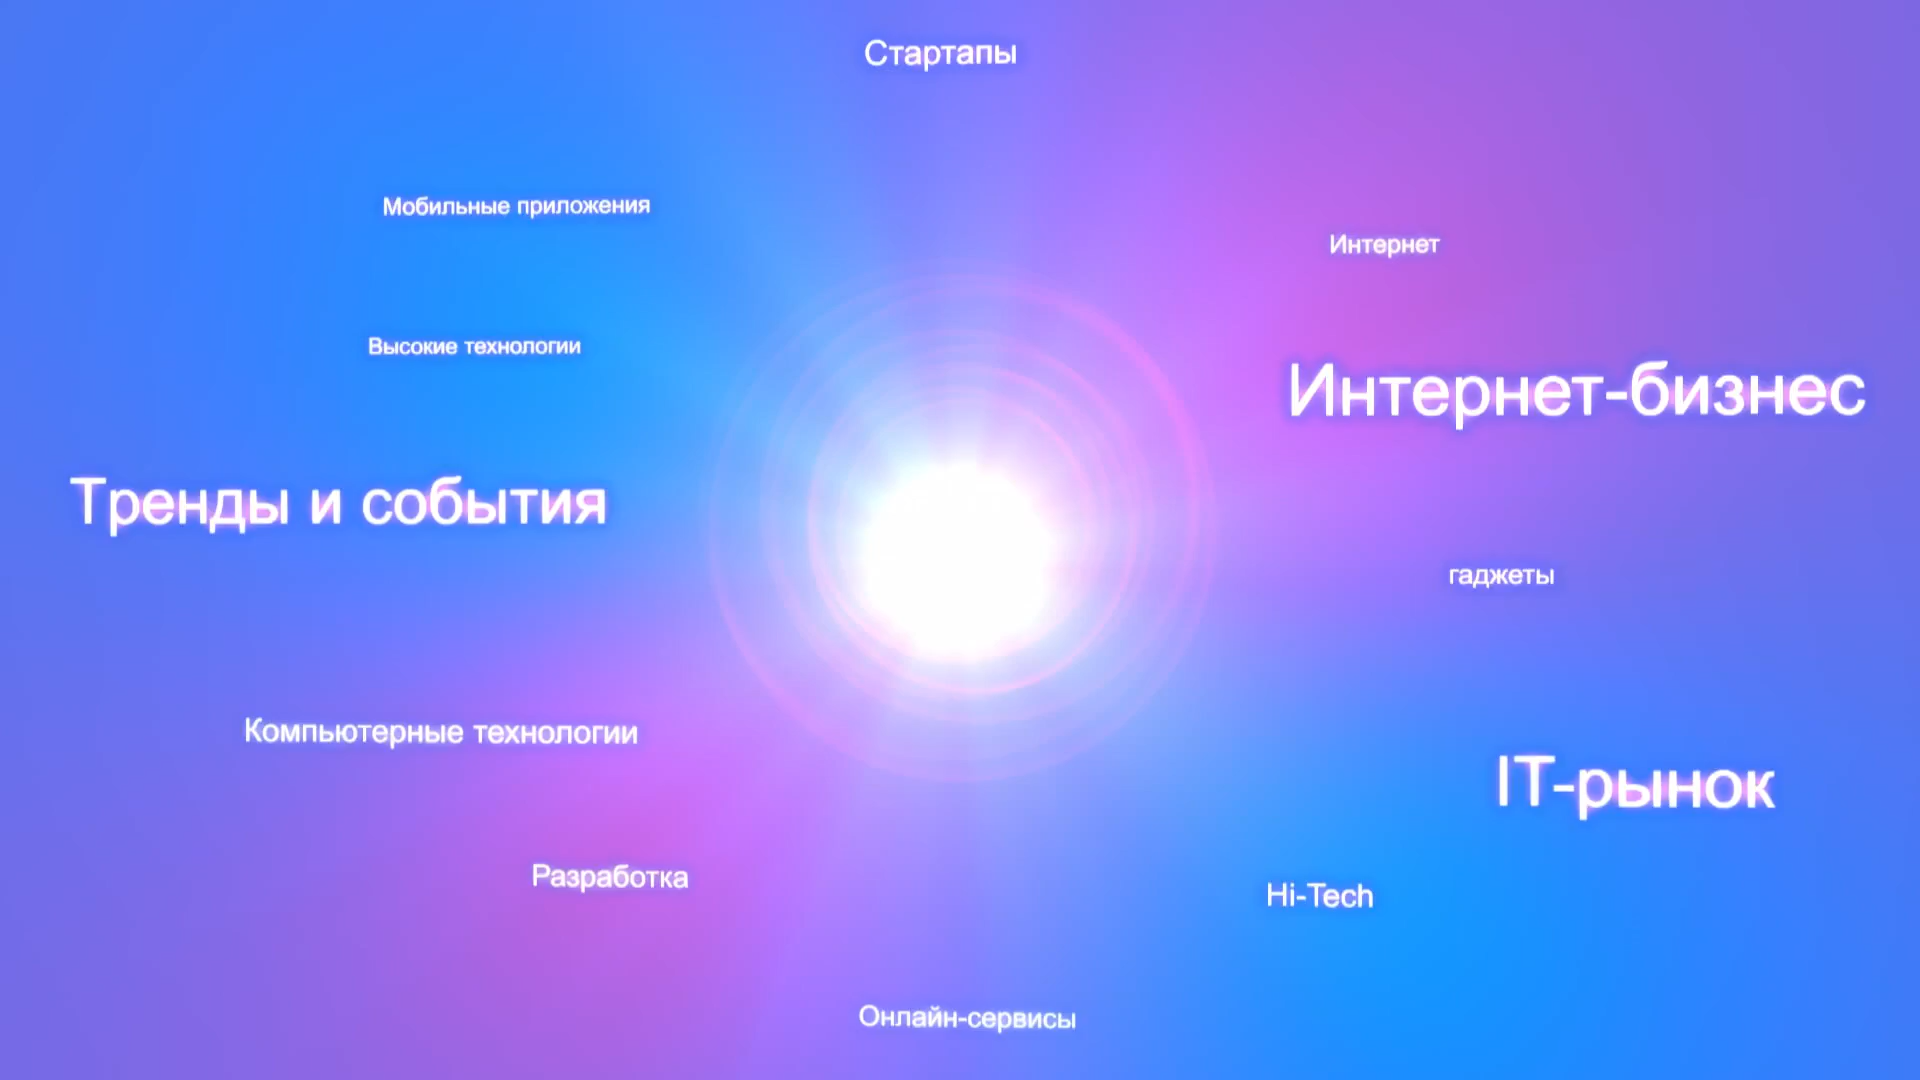 Стартапы
Мобильные приложения
Интернет
Высокие технологии
Интернет-бизнес
Тренды и события
гаджеты
Компьютерные технологии
IT-рынок
Разработка
Hi-Tech
Онлайн-сервисы